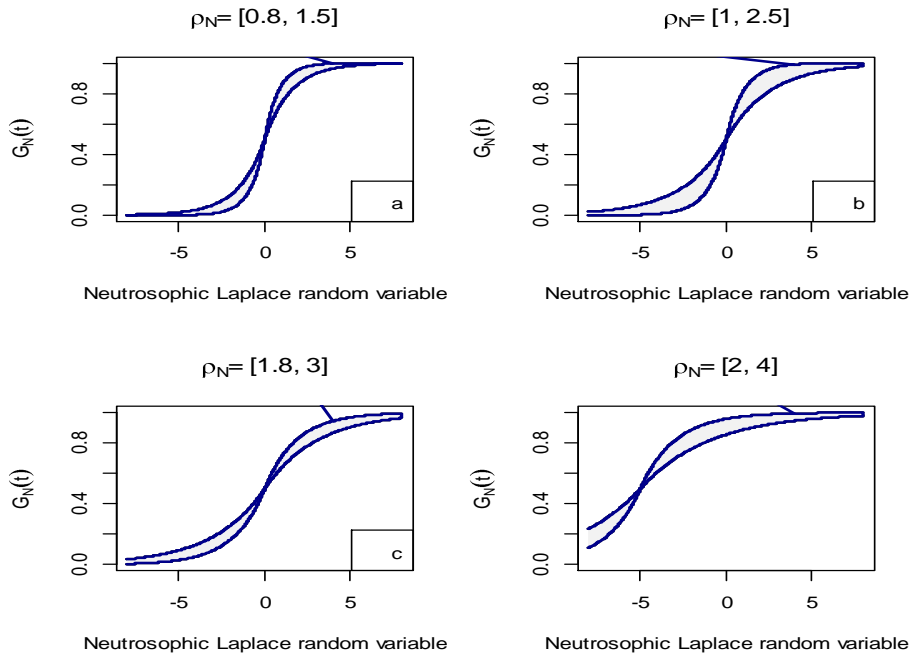 ρN= [0.8, 1.5]
GN(t)
0.0 0.4 0.8
-5 0 5
a
Neutrosophic Laplace random variable
ρN= [1, 2.5]
GN(t)
0.0 0.4 0.8
-5 0 5
b
Neutrosophic Laplace random variable
ρN= [1.8, 3]
GN(t)
0.0 0.4 0.8
-5 0 5
c
Neutrosophic Laplace random variable
ρN= [2, 4]
GN(t)
0.0 0.4 0.8
-5 0 5
Neutrosophic Laplace random variable